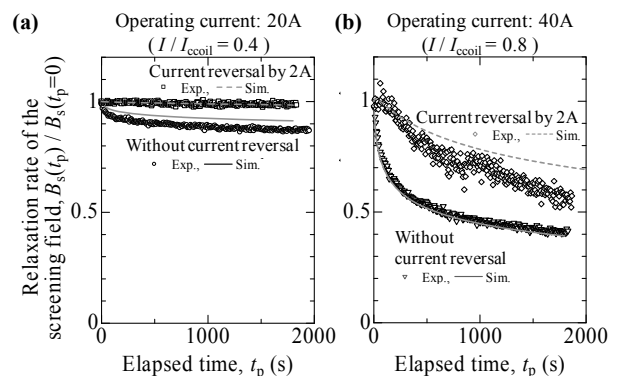 (a) Operating current: 20A
( I / Iccoil = 0.4 )
(b) Operating current: 40A
( I / Iccoil = 0.8 )
Relaxation rate of the
screening field, Bs(tp) / Bs(tp=0)
1
0.5
0
Current reversal by 2A
Exp., Sim.
Without current reversal
Exp., Sim.
0 1000 2000
Elapsed time, tp (s)
1
0.5
0
Current reversal by 2A
Exp., Sim.
Without
current reversal
Exp., Sim.
0 1000 2000
Elapsed time, tp (s)